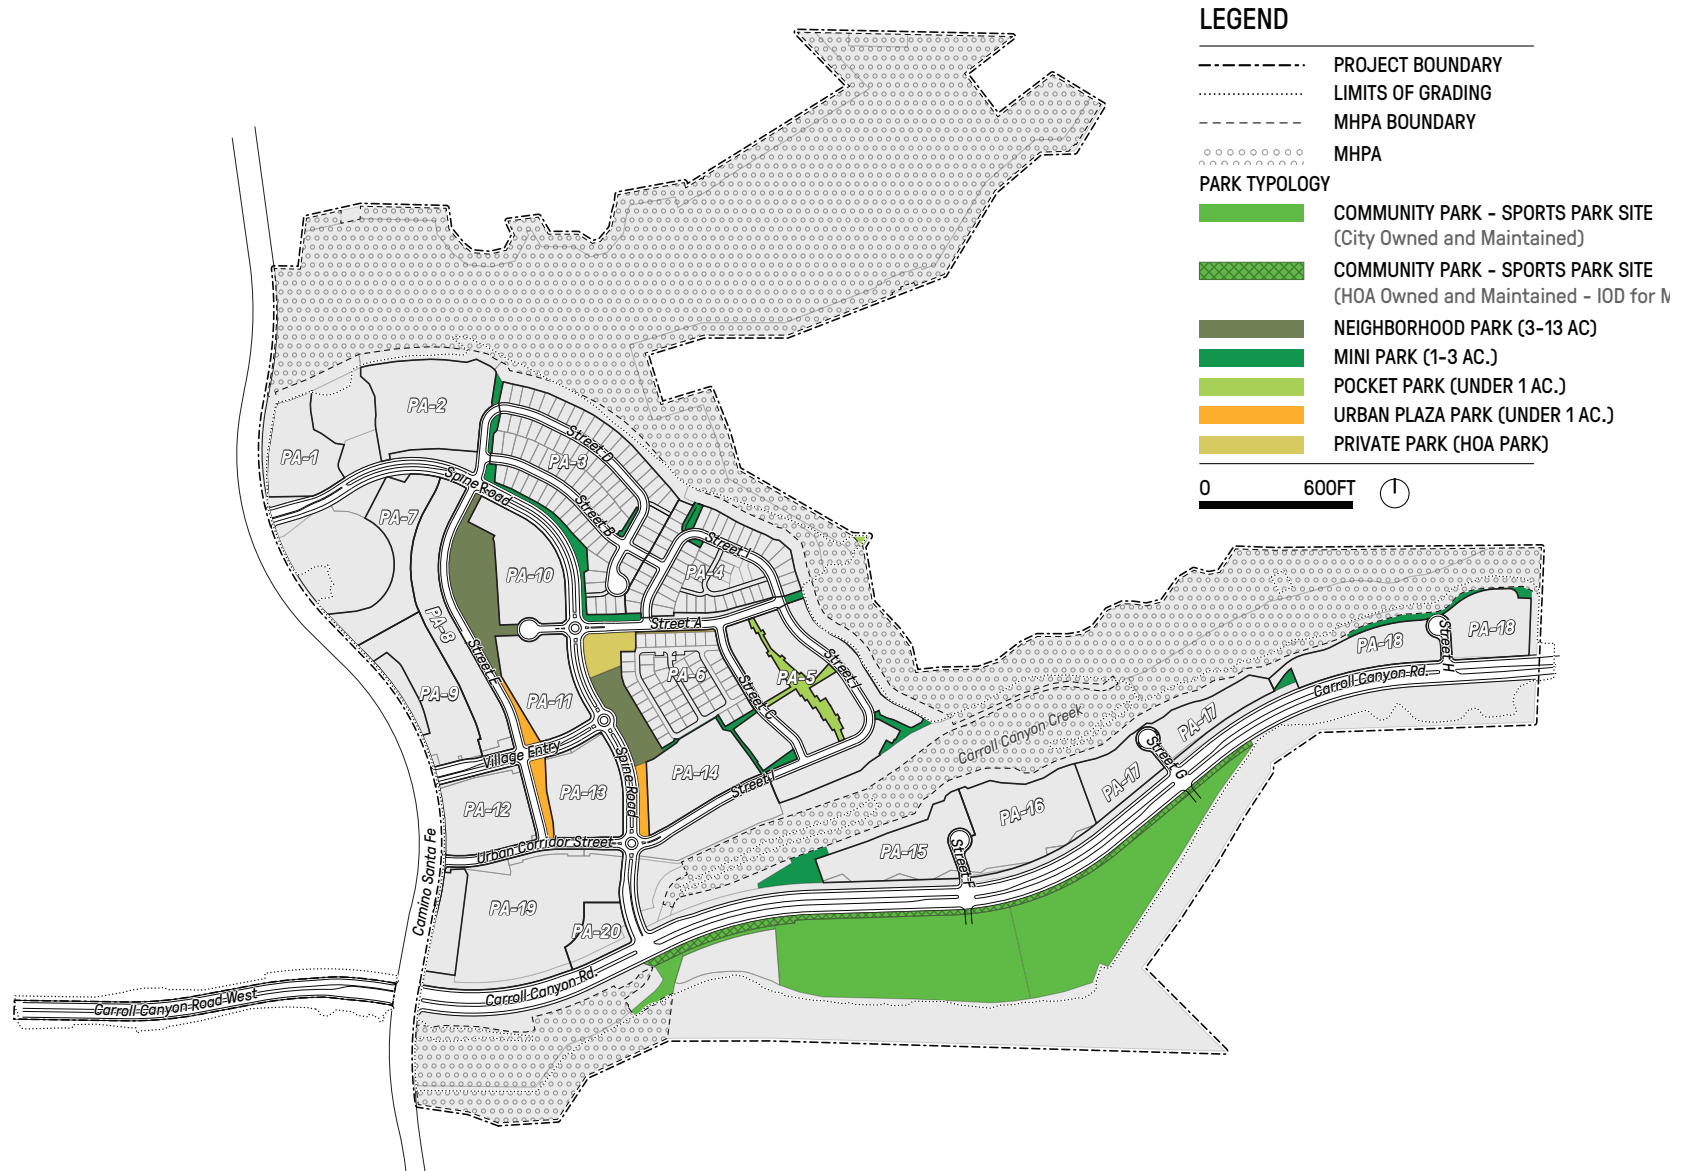 LEGEND
PROJECT BOUNDARY
LIMITS OF GRADING
MHPA BOUNDARY
MHPA
PARK TYPOLOGY
COMMUNITY PARK - SPORTS PARK SITE
(City Owned and Maintained)
COMMUNITY PARK - SPORTS PARK SITE
(HOA Owned and Maintained - IOD for M
NEIGHBORHOOD PARK (3-13 AC)
MINI PARK (1-3 AC.)
POCKET PARK (UNDER 1 AC.)
URBAN PLAZA PARK (UNDER 1 AC.)
PRIVATE PARK (HOA PARK)
0 600FT
PA-2
PA-1
Street D
PA-3
Spine Road
Street B
PA-7
Street J
PA-10
PA-4
PA-8
Street A
Street E
PA-6
PA-5
Street I
PA-9
PA-11
Street C
Village Entry
Spine Road
PA-14
Street I
PA-12
PA-13
Urban Corridor Street
Camino Santa Fe
PA-19
PA-20
Carroll Canyon Rd.
Carroll Canyon Road West
Carroll Canyon Creek
PA-15
Street F
PA-16
PA-17
Street G
PA-17
Carroll Canyon Rd.
PA-18
Street
PA-18